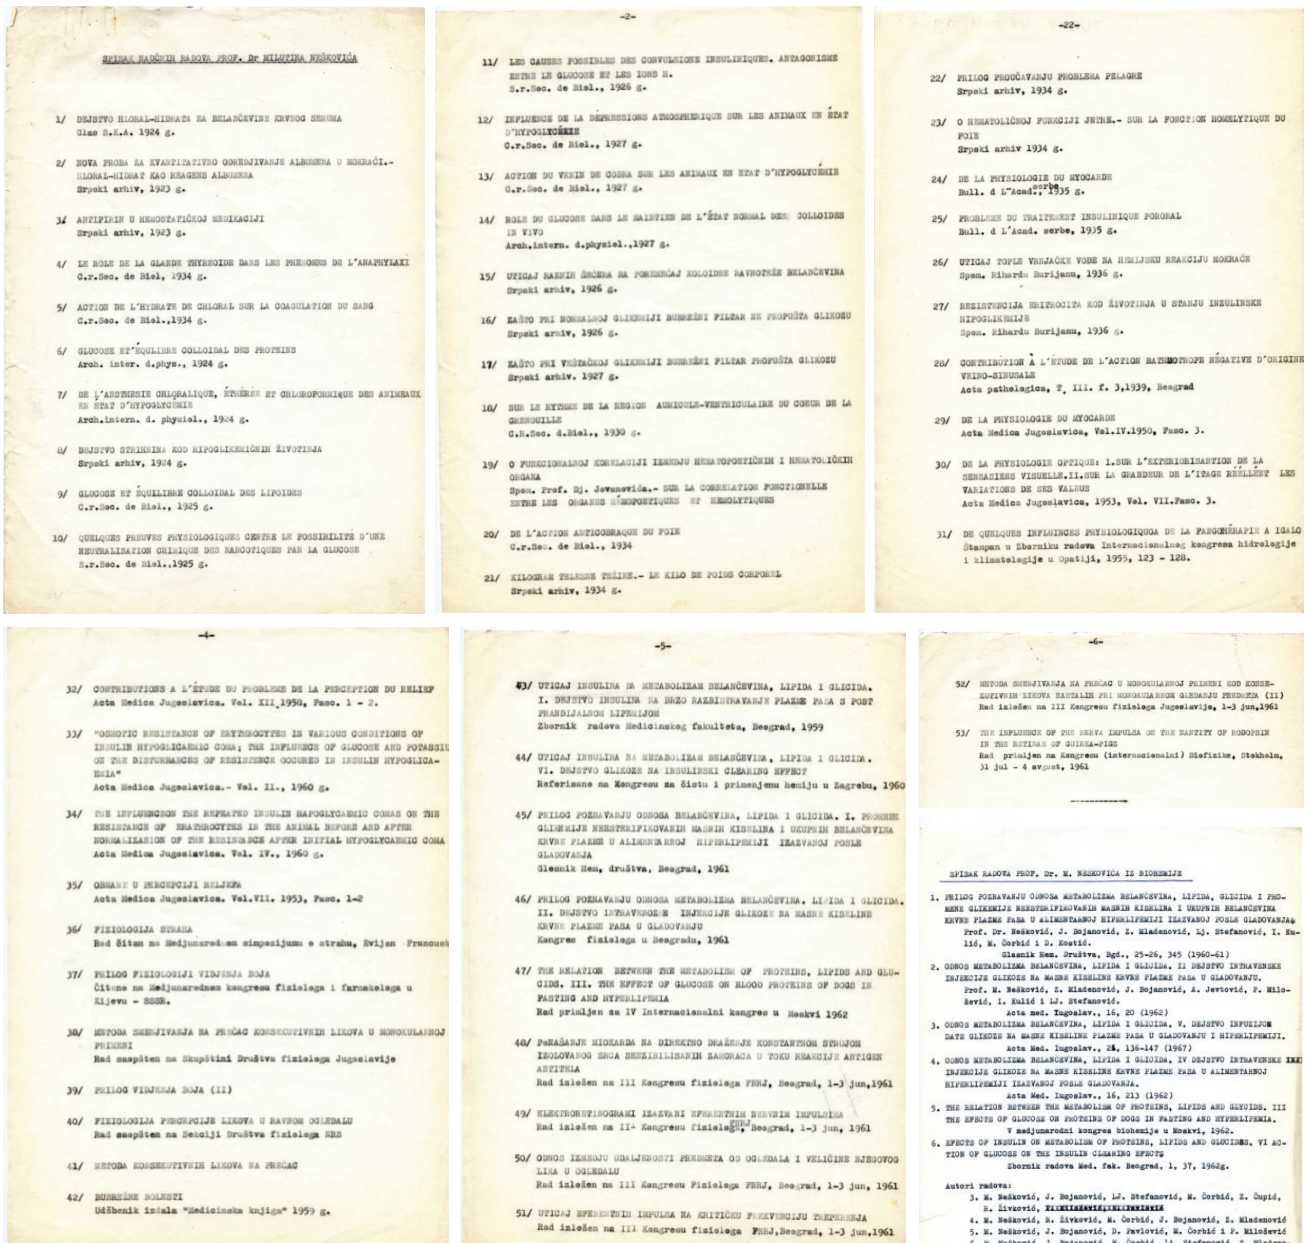 SPISAK NAUČNIH RADOVA PROF. Dr MILUTINA NEŠKOVIĆA
1/ DEJSTVO HLORAL-HIDRATA NA BELANČEVINE KRVNOG SERUMA
Glas S.K.A. 1924 g.
2/ NOVA PROBA ZA KVANTITATIVNO ODREDJIVANJE ALBUMENA U MOKRAĆI.-
HLORAL-HIDRAT KAO REAGENS ALBUMENA
Srpski arhiv, 1923 g.
3/ ANTIPIRIN U HEMOSTATIČKOJ MEDIKACIJI
Srpski arhiv, 1923 g.
4/ LE ROLE DE LA GLANDE THYREOIDE DANS LES PHENOMES DE L'ANAPHYLAXI
C.r.Soc. de Biol, 1934 g.
5/ ACTION DE L'HYDRATE DE CHLORAL SUR LA COAGULATION DU SANG
C.r.Soc. de Biol.,1934 g.
6/ GLUCOSE ET'ÉQULIBRE COLLOIDAL DES PROTEINS
Arch. inter. d.phys., 1924 g.
7/ DE L'ANSTHESIE CHLORALIQUE, ÉTHÉRÉE ET CHLOROFORMIQUE DES ANIMEAUX
EN ETAT D'HYPOGLYCÉMIE
Arch.intern. d. physiol., 1924 g.
8/ DEJSTVO STRIHNINA KOD HIPOGLIKEMIČNIH ŽIVOTINJA
Srpski arhiv, 1924 g.
9/ GLUCOSE ET ÉQUILIBRE COLLOIDAL DES LIPOIDES
C.r.Soc. de Biol., 1925 g.
10/ QUELQUES PREUVES PHYSIOLOGIQUES CENTRE LE POSSIBILITÉ D'UNE
NEUTRALISATION CHIMIQUE DES NARCOTIQUES PAR LA GLUCOSE
S.r.Soc. de Biol.,1925 g.
-2-
11/ LES CAUSES POSSIBLES DES CONVULSIONS INSULINIQUES. ANTAGONISME
ENTRE LE GLUCOSE ET LES IONS H.
S.r.Soc. de Biol., 1926 g.
12/ INFLUENCE DE LA DÉPRESSIONS ATMOSPHERIQUE SUR LES ANIMAUX EN ÉTAT
D'HYPOGLYCÉMIE
C.r.Soc. de Biol., 1927 g.
13/ ACTION DU VENIN DE COBRA SUR LES ANIMAUX EN ETAT D'HYPOGLYCÉMIE
C.r.Soc. de Biol., 1927 g.
14/ ROLE DU GLUCOSE DANS LE MAINTIEN DE L'ÉTAT NORMAL DES COLLOIDES
IN VIVO
Arch.intern. d.physiol.,1927 g.
15/ UTICAJ RAZNIH ŠEĆERA NA POREMEĆAJ KOLOIDNE RAVNOTEŽE BELANČEVINA
Srpski arhiv, 1926 g.
16/ ZAŠTO PRI NORMALNOJ GLIKEMIJI BUBREŽNI FILTAR NE PROPUŠTA GLIKOZU
Srpski arhiv, 1926 g.
17/ ZAŠTO PRI VEŠTAČKOJ GLIKEMIJI BUBREŽNI FILTAR PROPUŠTA GLIKOZU
Srpski arhiv. 1927 g.
18/ SUR LE RYTHME DE LA REGION AURICULE-VENTRICULAIRE DU COEUR DE LA
GRENOUILLE
C.R.Soc. d.Biol., 1930 g.
19/ O FUNKCIONALNOJ KORELACIJI IZMEDJU HEMATOPOETIČNIH I HEMATOLIČKIH
ORGANA
Spom. Prof. Dj. Jovanovića.- SUR LA CORRELATION FONCTIONELLE
ENTRE LES ORGANES HÉMOPOETIQUES ET HEMOLYTIQUES
20/ DE L'ACTION ANTICOBRAQUE DU FOIE
C.r.Soc. de Biol., 1934
21/ KILOGRAM TELESNE TEŽINE.- LE KILO DE POIDS CORPOREL
Srpski arhiv, 1934 g.
-22-
22/ PRILOG PROUČAVANJU PROBLEMA PELAGRE
Srpski arhiv, 1934 g.
23/ O HEMATOLIČNOJ FUNKCIJI JETRE.- SUR LA FONCTION HOMELYTIQUE DU
FOIE
Srpski arhiv 1934 g.
24/ DE LA PHYSIOLOGIE DU MYOCARDE
Bull. d L'Acad., serbe 1935 g.
25/ PROBLEME DU TRAITEMENT INSULINIQUE PORORAL
Bull. d L'Acad. serbe, 1935 g.
26/ UTICAJ TOPLE VRNJAČKE VODE NA HEMIJSKU REAKCIJU MOKRAĆE
Spom. Rihardu Burijanu, 1936 g.
27/ REZISTENCIJA ERITROCITA KOD ŽIVOTINJA U STANJU INZULINSKE
HIPOGLIKEMIJE
Spom. Rihardu Burijanu, 1936 g.
28/ CONTRIBUTION À L'ÉTUDE DE L'ACTION BATHMOTROPE NÉGATIVE D'ORIGINE
VEINO-SINUSALE
Acta pathologica, T. III. f. 3,1939, Beograd
29/ DE LA PHYSIOLOGIE DU MYOCARDE
Acta Medica Jugoslavica, Vol.IV.1950, Fasc. 3.
30/ DE LA PHYSIOLOGIE OPTIQUE: I.SUR L'EXTERIORISANTION DE LA
SENSASIENS VISUELLE.II.SUR LA GRANDEUR DE L'ITAGE RÉÉLLÉET LES
VARIATIONS DE SES VALEUS
Acta Medica Jugoslavica, 1953, Vol. VII.Fasc. 3.
31/ DE QUELQUES INFLUENCES PHYSIOLOGIQUOA DE LA FANGOTHÉRAPIE A IGALO
Štampan u Zborniku radova Internacionalnog kongresa hidrologije
i klimatologije u Opatiji, 1955, 123 - 128.
-4-
32/ CONTRIBUTIONS A L'ÉTUDE DU PROBLEME DE LA PERCEPTION DU RELIEF
Acta Medica Jugoslavica. Vol. XII,1958, Fasc. 1 - 2.
33/ "OSMOTIC RESISTANCE OF ERYTHROCYTES IN VARIOUS CONDITIONS OF
INSULIN HYPOGLICAEMIC COMA; THE INFLUENCE OF GLUCOSE AND POTASSIU
ON THE DISTURBANCES OF RESISTENCE OCCURED IN INSULIN HYPOGLICA-
EMIA"
Acta Medica Jugoslavica.- Vol. II., 1960 g.
34/ THE INFLUENCEON THE REPEATED INSULIN HAPOGLYCAEMIC COMAS ON THE
RESISTANCE OF ERATHROCYTES IN THE ANIMAL BEFORE AND AFTER
NORMALIZASION OF THE RESISTANCE AFTER INITIAL HYPOGLYCAEMIC COMA
Acta Medica Jugoslavica. Vol. IV., 1960 g.
35/ OBMANE U PERCEPCIJI RELJEFA
Acta Medica Jugoslavica. Vol.VII. 1953, Fasc. 1-2
36/ FIZIOLOGIJA STRAHA
Rad čitan na Medjunarodnom simpozijumu o strahu, Evijan Francusk
37/ PRILOG FIZIOLOGIJI VIDJENJA BOJA
Čitano na Medjunarodnom kongresu fiziologa i farmakologa u
Kijevu - SSSR.
38/ METODA SMENJIVANJA NA PREČAC KONSEKUTIVNIH LIKOVA U MONOKULARNOJ
PRIMENI
Rad saopšten na Skupštini Društva fiziologa Jugoslavije
39/ PRILOG VIDJENJA BOJA (II)
40/ FIZIOLOGIJA PERCEPCIJE LIKOVA U RAVNOM OGLEDALU
Rad saopšten na Sekciji Društva fiziologa NRS
41/ METODA KONSEKUTIVNIH LIKOVA NA PREČAC
42/ BUBREŽNE BOLESTI
Udžbenik izdala "Medicinska knjiga" 1959 g.
-5-
43/ UTICAJ INSULINA NA METABOLIZAM BELANČEVINA, LIPIDA I GLICIDA.
I. DEJSTVO INSULINA NA BRZO RAZBISTRAVANJE PLAZME PASA S POST
PRANDIJALNOM LIPEMIJOM
Zbornik radova Medicinskog fakulteta, Beograd, 1959
44/ UTICAJ INSULINA NA METABOLIZAM BELANČEVINA, LIPIDA I GLICIDA.
VI. DEJSTVO GLIKOZE NA INSULINSKI CLEARING EFFECT
Referisano na Kongresu za čistu i primenjenu hemiju u Zagrebu, 1960
45/ PRILOG POZNAVANJU ODNOSA BELANČEVINA, LIPIDA I GLICIDA. I. PROMENE
GLIKEMIJE NEESTERIFIKOVANIH MASNIH KISELINA I UKUPNIH BELANČEVINA
KRVNE PLAZME U ALIMENTARNOJ HIPERLIPEMIJI IZAZVANOJ POSLE
GLADOVANJA
Glasnik Hem, društva, Beograd, 1961
46/ PRILOG POZNAVANJU ODNOSA METABOLIZMA BELANČEVINA. LIPIDA I GLICIDA.
II. DEJSTVO INTRAVENOZNE INJEKCIJE GLIKOZE NA MASNE KISELINE
KRVNE PLAZME PASA U GLADOVANJU
Kongres fiziologa u Beogradu, 1961
47/ THE RELATION BETWEEN THE METABOLISM OF PROTEINS, LIPIDS AND GLU-
CIDS. III. THE EFFECT OF GLUCOSE ON BLOOD PROTEINS OF DOGS IN
FASTING AND HYPERLIPEMIA
Rad primljen za IV Internacionalni kongres u Moskvi 1962
48/ PONAŠANJE MIOKARDA NA DIREKTNO DRAŽENJE KONSTANTNOM STRUJOM
IZOLOVANOG SRCA SENZIBILISANIH ZAMORACA U TOKU REAKCIJE ANTIGEN
ANTITELA
Rad izložen na III Kongresu fiziologa FNRJ, Beograd, 1-3 jun,1961
49/ ELEKTRORETINOGRAMI IZAZVANI EFERENTNIM NERVNIM IMPULSIMA
Rad izložen na II Kongresu fiziologa, FNRJ, Beograd, 1-3 jun, 1961
50/ ODNOS IZMEDJU UDALJENOSTI PREDMETA OD OGLEDALA I VELIČINE NJEGOVOG
LIKA U OGLEDALU
Rad izložen na III Kongresu Fiziologa FNRJ, Beograd, 1-3 jun, 1961
51/ UTICAJ EFERENTNIH IMPULSA NA KRITIČKU FREKVENCIJU TREPERENJA
Rad izložen na III Kongresu fiziologa FNRJ,Beograd, 1-3 jun,1961
-6-
52/ METODA SMENJIVANJA NA PREČAC U MONOKULARNOJ PRIMENI KOD KONSE-
KUTIVNIH LIKOVA NASTALIH PRI MONOKULARNOM GLEDANJU PREDMETA (II)
Rad izložen na III Kongresu fiziologa Jugoslavije, 1-3 jun,1961
53/ THE INFLUENCE OF THE NERVA IMPULSA ON THE NANTITY OF RODOPSIN
IN THE RETINAS OF GUINEA-PIGZ
Rad primljen na Kongresu (internacionalni) Biofizike, Stokholm,
31 jul - 4 avgust, 1961
SPISAK RADOVA PROF. Dr. M. NEŠKOVIĆA IZ BIOHEMIJE
1. PRILOG POZNAVANJU ODNOSA METABOLIZMA BELANČEVINA, LIPIDA, GLICIDA I PRO-
MENE GLIKEMIJE NEESTERIFIKOVANIH MASNIH KISELINA I UKUPNIH BELANČEVINA
KRVNE PLAZME PASA U ALIMENTARNOJ HIPERLIPEMIJI IZAZVANOJ POSLE GLADOVANJA
Prof. Dr. Nešković, J. Bojanović, Z. Mladenović, Lj. Stefanović, I. Ku-
lić, M. Čorbić i D. Kostić.
Glasnik Hem. Društva, Bgd., 25-26, 345 (1960-61)
2. ODNOS METABOLIZMA BELANČEVINA, LIPIDA I GLICIDA. II DEJSTVO INTRAVENSKE
INJEKCIJE GLIKOZE NA MASNE KISELINE KRVNE PLAZME PASA U GLADOVANJU.
Prof. M. Nešković, Z. Mladenović, J. Bojanović, A. Jevtović, P. Milo-
šević, I. Kulić i LJ. Stefanović.
Acta med. Yugoslav., 16, 20 (1962)
3. ODNOS METABOLIZMA BELANČEVINA, LIPIDA I GLICIDA. V. DEJSTVO INFUZIJOM
DATE GLIKOZE NA MASNE KISELINE PLAZME PASA U GLADOVANJU I HIPERLIPEMIJI.
Acta Med. Iugoslav., 136-147 (1967)
4. ODNOS METABOLIZMA BELANČEVINA, LIPIDA I GLICIDA. IV DEJSTVO INTRAVENSKE
INJEKCIJE GLIKOZE NA MASNE KISELINE KRVNE PLAZME PASA U ALIMENTARNOJ
HIPERLIPEMIJI IZAZVANOJ POSLE GLADOVANJA.
Acta Med. Iugoslav., 16, 213 (1962)
5. THE RELATION BETWEEN THE METABOLISM OF PROTEINS, LIPIDS AND GLYCIDS. III
THE EFECTS OF GLUCOSE ON PROTEINS OF DOGS IN FASTING AND HYPERLIPEMIA.
V medjunarodni kongres biohemije u Moskvi, 1962.
6. EFECTS OF INSULIN ON METABOLISM OF PROTEINS, LIPIDS AND GLUCIDES. VI AC-
TION OF GLUCOSE ON THE INSULIN CLEARING EFECTS
Zbornik radova Med. fak. Beograd, 1, 37, 1962g.
Autori radova:
3. M. Nešković, J. Bojanović, LJ. Stefanović, M. Čorbić, Z. Čupić,
R. Živković,
4. M. Nešković, R. Živković, M. Čorbić, J. Bojanović, Z. Mladenović
5. M. Nešković, J. Bojanović, D. Pavlović, M. Čorbić i P. Milošević